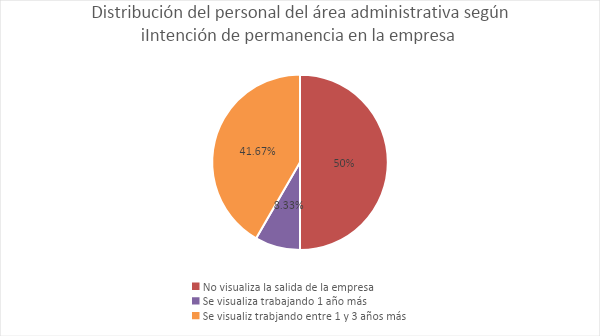 Distribución del personal del área administrativa según
iIntención de permanencia en la empresa
41.67%
50%
8.33%
No visualiza la salida de la empresa
Se visualiza trabajando 1 año más
Se visualiz trabjando entre 1 y 3 años más